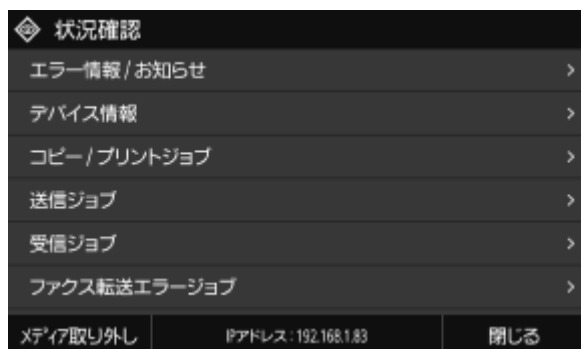 状況確認
エラー情報/お知らせ
デバイス情報
コピー/プリントジョブ
送信ジョブ
受信ジョブ
ファクス転送エラージョブ
メディア取り外し IPアドレス:192.168.1.83 閉じる